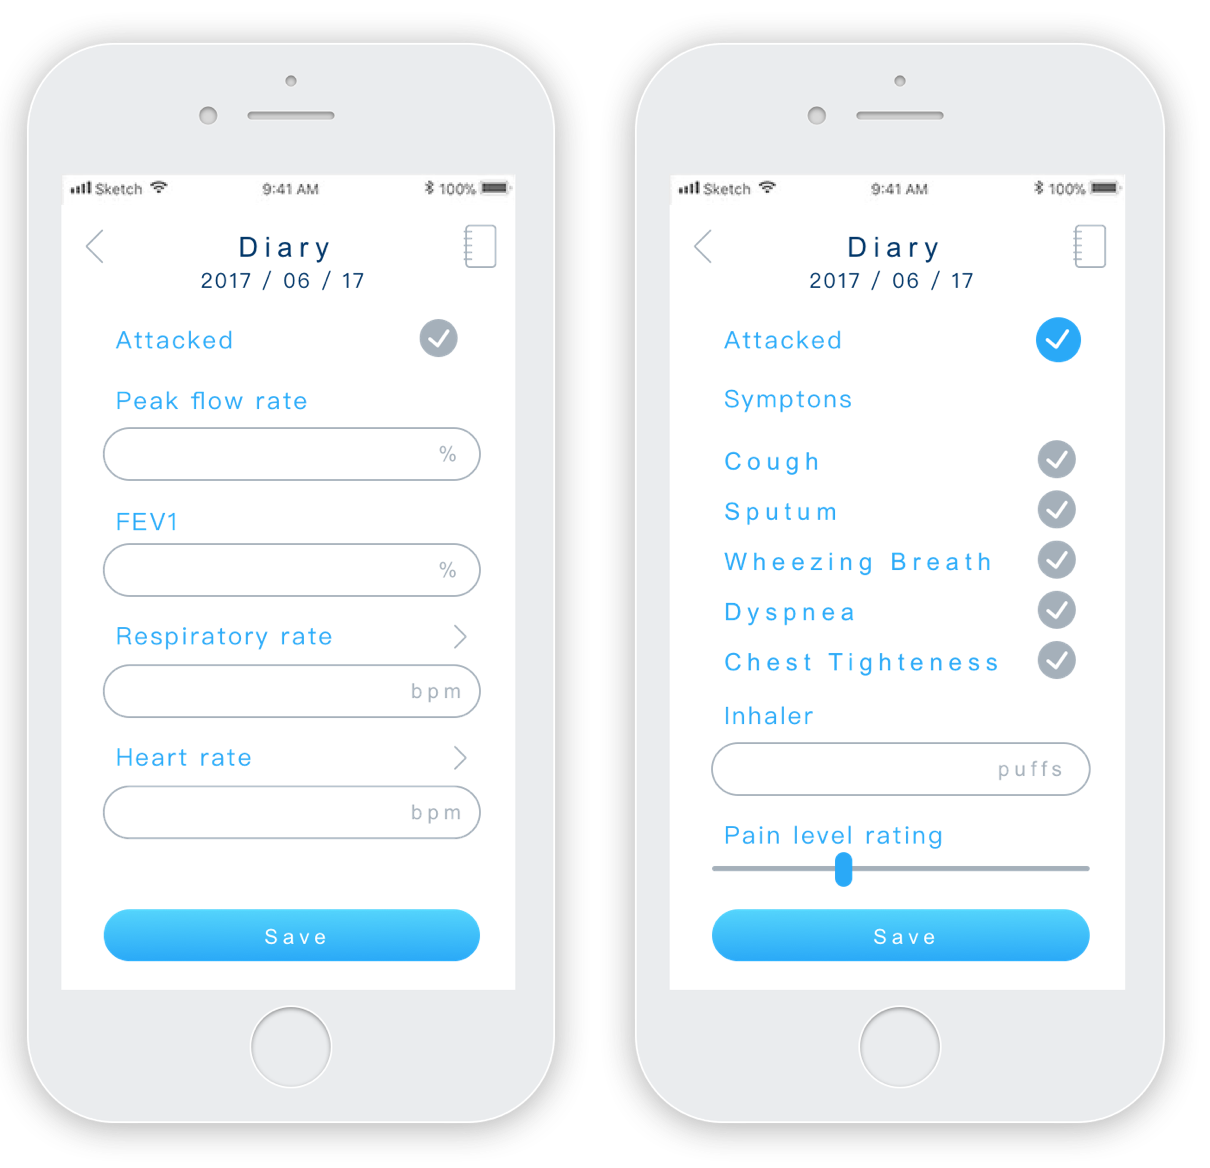 Sketch 9:41 AM 100%
Diary
2017 / 06 / 17
Attacked
Peak flow rate
%
FEV1
%
Respiratory rate
bpm
Heart rate
bpm
Save
Sketch 9:41 AM 100%
Diary
2017 / 06 / 17
Attacked
Symptons
Cough
Sputum
Wheezing Breath
Dyspnea
Chest Tighteness
Inhaler
puffs
Pain level rating
Save